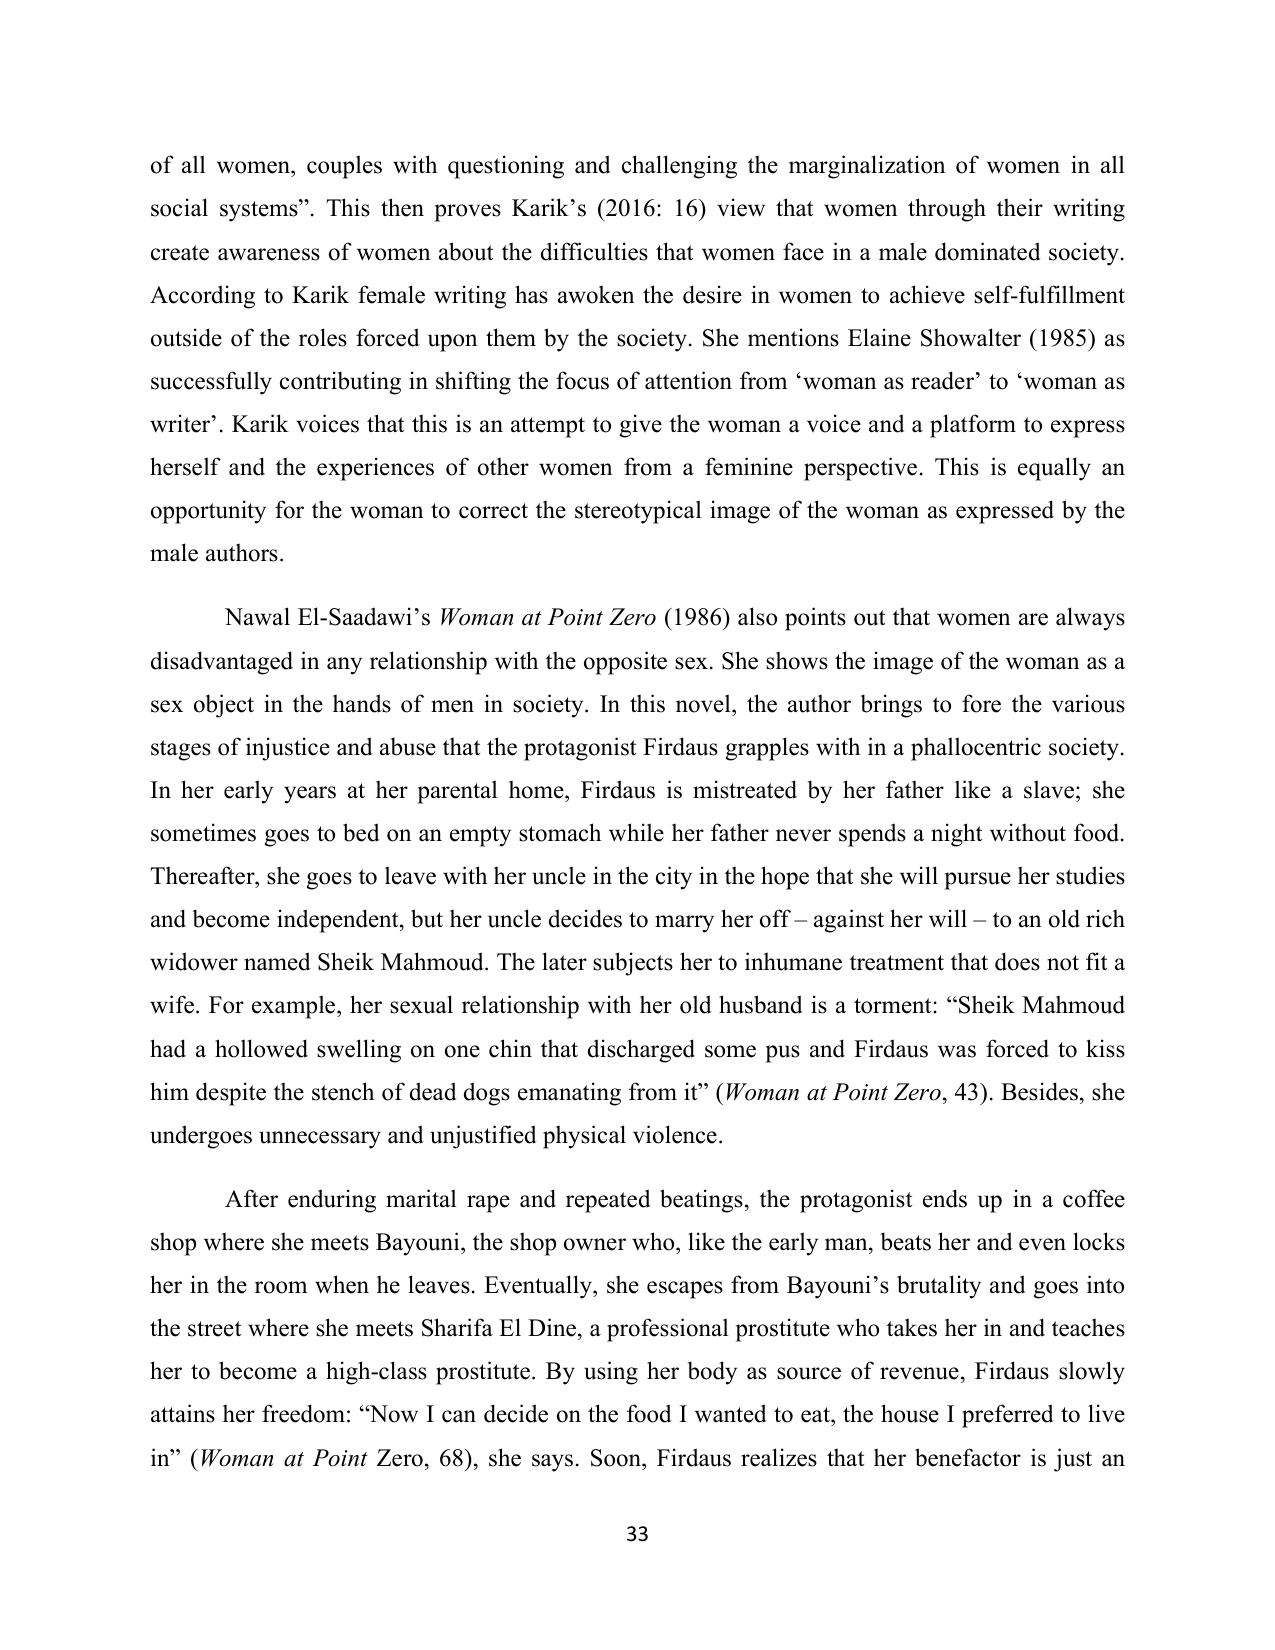 of all women, couples with questioning and challenging the marginalization of women in all
social systems”. This then proves Karik’s (2016: 16) view that women through their writing
create awareness of women about the difficulties that women face in a male dominated society.
According to Karik female writing has awoken the desire in women to achieve self-fulfillment
outside of the roles forced upon them by the society. She mentions Elaine Showalter (1985) as
successfully contributing in shifting the focus of attention from ‘woman as reader’ to ‘woman as
writer’. Karik voices that this is an attempt to give the woman a voice and a platform to express
herself and the experiences of other women from a feminine perspective. This is equally an
opportunity for the woman to correct the stereotypical image of the woman as expressed by the
male authors.
Nawal El-Saadawi’s Woman at Point Zero (1986) also points out that women are always
disadvantaged in any relationship with the opposite sex. She shows the image of the woman as a
sex object in the hands of men in society. In this novel, the author brings to fore the various
stages of injustice and abuse that the protagonist Firdaus grapples with in a phallocentric society.
In her early years at her parental home, Firdaus is mistreated by her father like a slave; she
sometimes goes to bed on an empty stomach while her father never spends a night without food.
Thereafter, she goes to leave with her uncle in the city in the hope that she will pursue her studies
and become independent, but her uncle decides to marry her off – against her will – to an old rich
widower named Sheik Mahmoud. The later subjects her to inhumane treatment that does not fit a
wife. For example, her sexual relationship with her old husband is a torment: “Sheik Mahmoud
had a hollowed swelling on one chin that discharged some pus and Firdaus was forced to kiss
him despite the stench of dead dogs emanating from it” (Woman at Point Zero, 43). Besides, she
undergoes unnecessary and unjustified physical violence.
After enduring marital rape and repeated beatings, the protagonist ends up in a coffee
shop where she meets Bayouni, the shop owner who, like the early man, beats her and even locks
her in the room when he leaves. Eventually, she escapes from Bayouni’s brutality and goes into
the street where she meets Sharifa El Dine, a professional prostitute who takes her in and teaches
her to become a high-class prostitute. By using her body as source of revenue, Firdaus slowly
attains her freedom: “Now I can decide on the food I wanted to eat, the house I preferred to live
in” (Woman at Point Zero, 68), she says. Soon, Firdaus realizes that her benefactor is just an
33